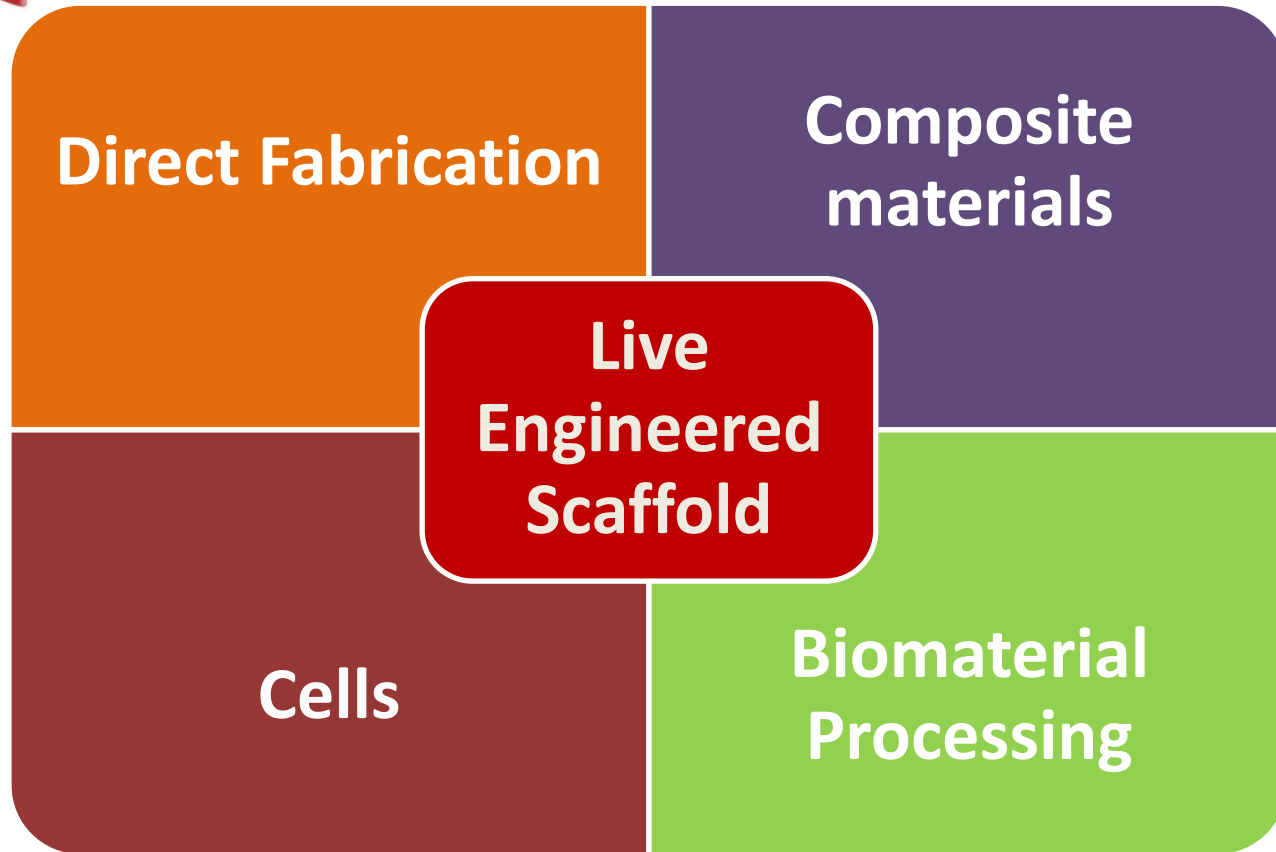 Direct Fabrication
Composite
materials
Live
Engineered
Scaffold
Cells
Biomaterial
Processing